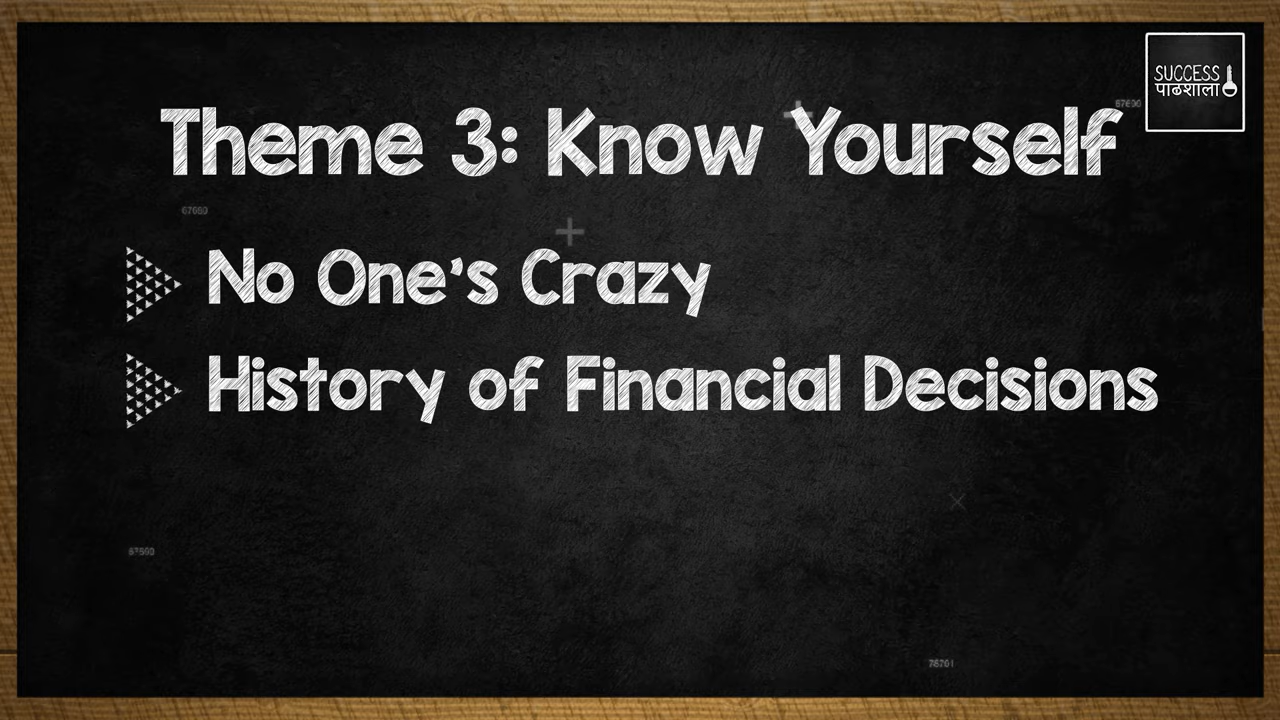 SUCCESS
पाठशाला
Theme 3: Know Yourself
No One's Crazy
History of Financial Decisions